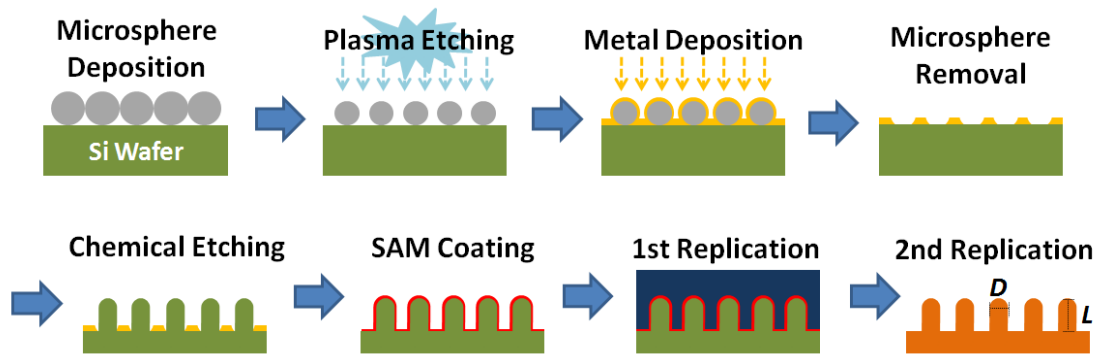 Microsphere
Deposition
Plasma Etching
Metal Deposition
Microsphere
Removal
Si Wafer
Chemical Etching
SAM Coating
1st Replication
2nd Replication
D
L